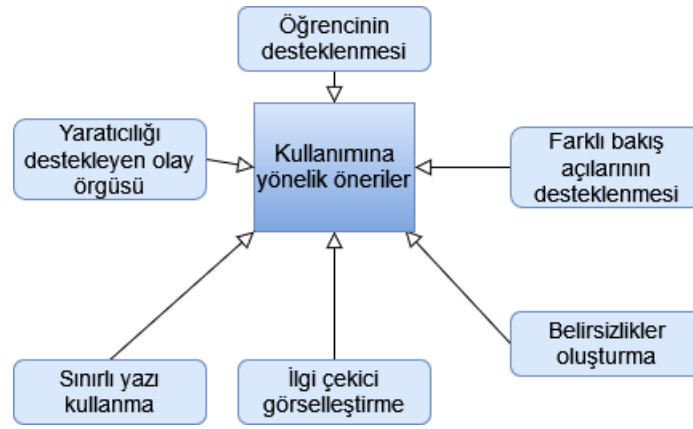 Öğrencinin
desteklenmesi
Yaratıcılığı
destekleyen olay
örgüsü
Kullanımına
yönelik öneriler
Farklı bakış
açılarının
desteklenmesi
Sınırlı yazı
kullanma
İlgi çekici
görselleştirme
Belirsizlikler
oluşturma